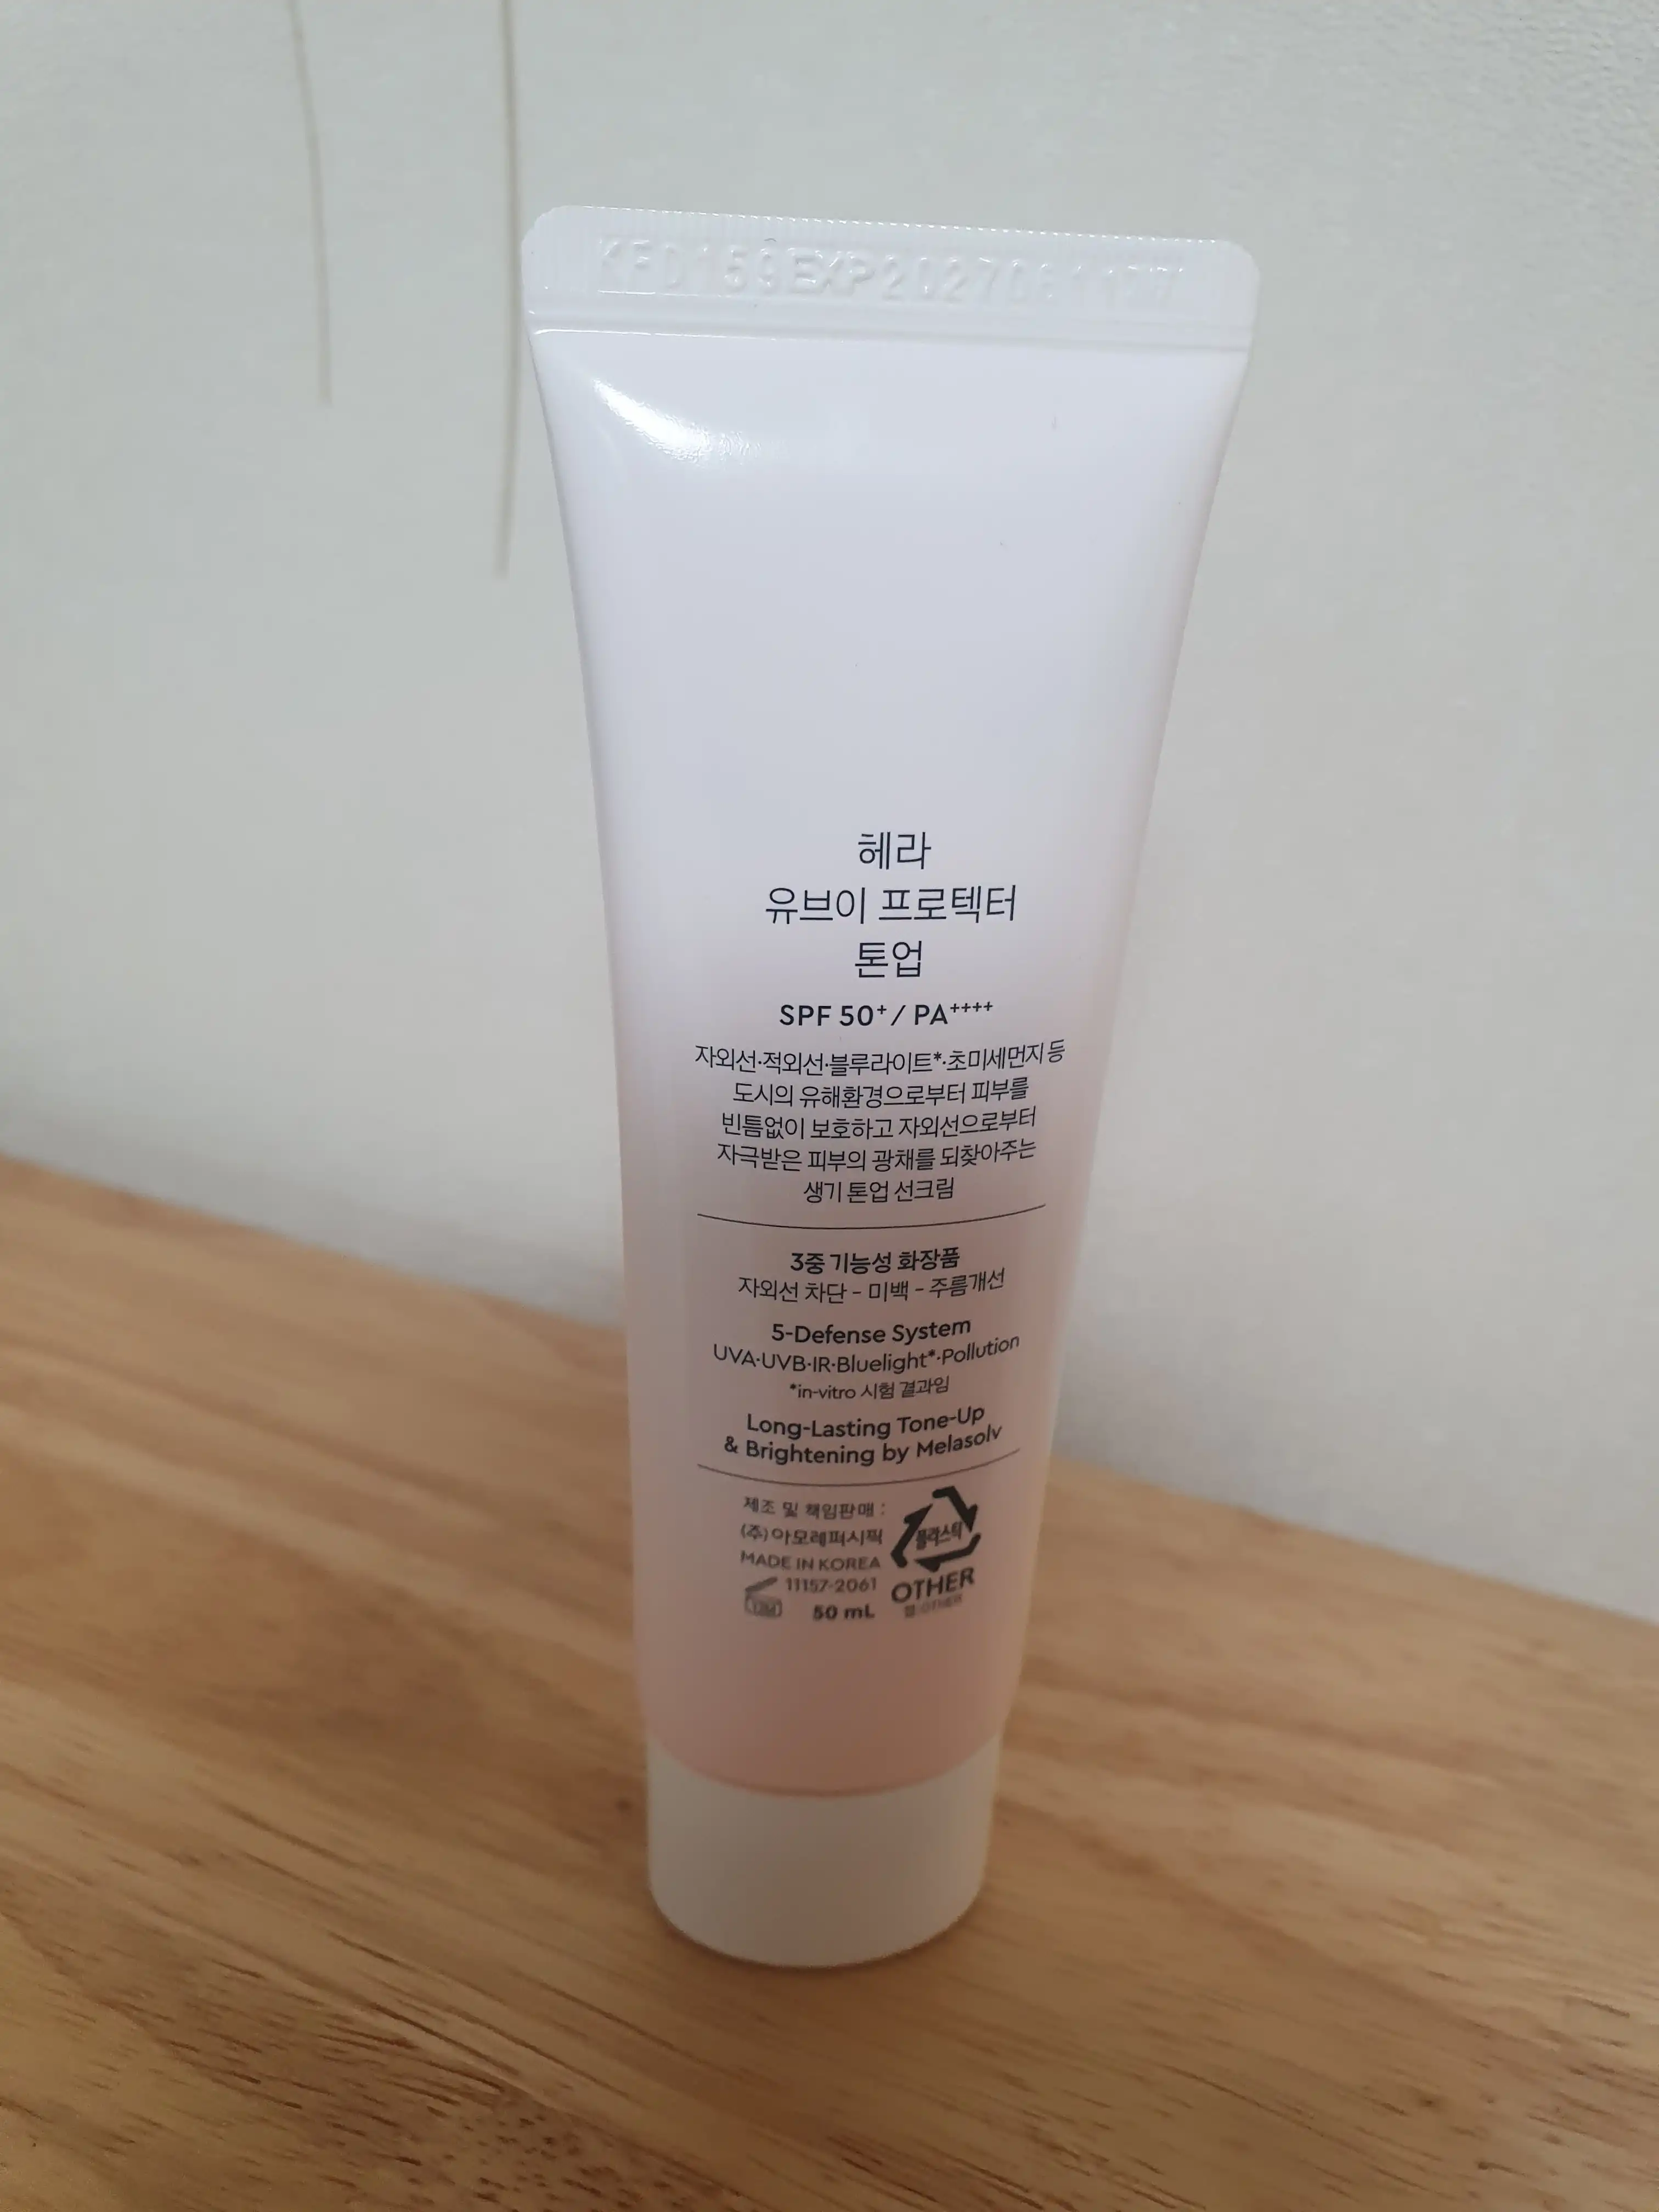 헤라
유브이 프로텍터
톤업
SPF 50+ / PA++++
자외선·적외선·블루라이트*·초미세먼지 등
도시의 유해환경으로부터 피부를
빈틈없이 보호하고 자외선으로부터
자극받은 피부의 광채를 되찾아주는
생기 톤업 선크림
3중 기능성 화장품
자외선 차단 - 미백 - 주름개선
5-Defense System
UVA·UVB·IR·Bluelight*·Pollution
*in-vitro 시험 결과임
Long-Lasting Tone-Up
& Brightening by Melasolv
제조 및 책임판매 :
(주)아모레퍼시픽
MADE IN KOREA
11157-2061
12M
50 mL
플라스틱
OTHER
캡:OTHER